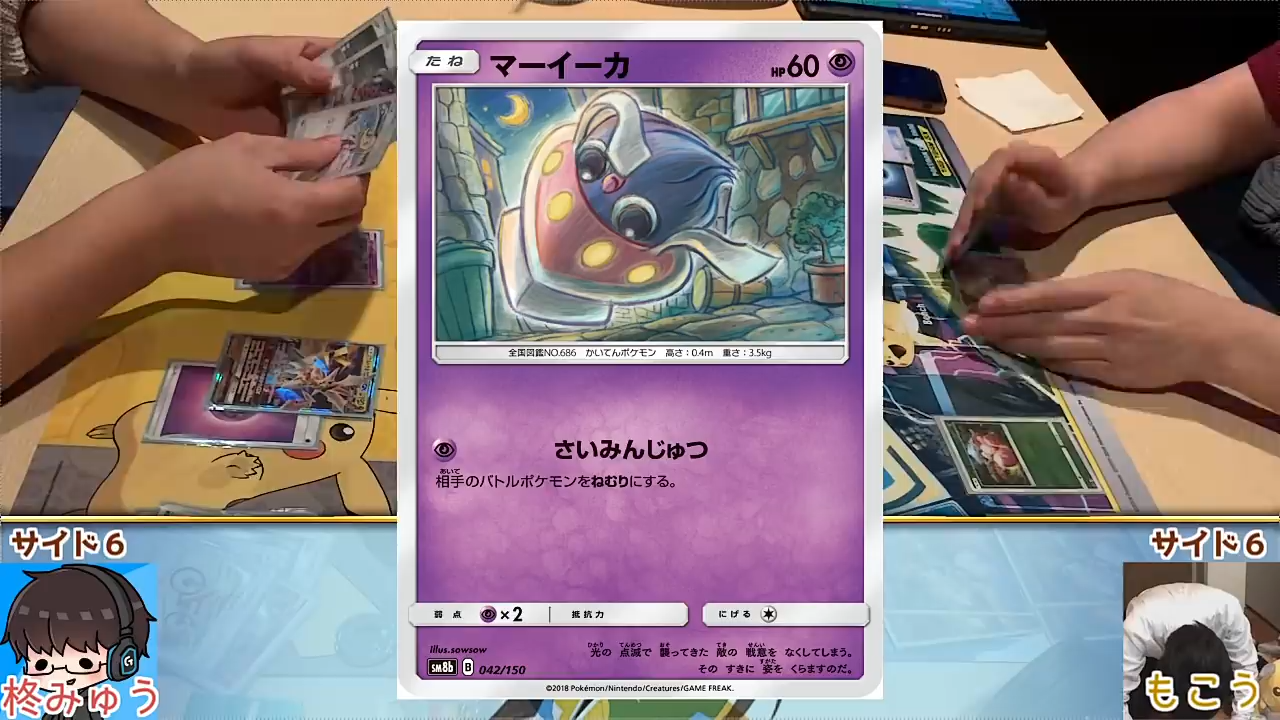 たね マーイーカ HP60
全国図鑑NO.686 かいてんポケモン 高さ：0.4m 重さ：3.5kg
さいみんじゅつ
相手のバトルポケモンをねむりにする。
弱点 ×2 抵抗力 にげる
illus.sowsow
光の 点滅で 襲ってきた 敵の 戦意を なくしてしまう。
その すきに 姿を くらますのだ。
SM8b B 042/150
©2018 Pokémon/Nintendo/Creatures/GAME FREAK.
サイド6
柊みゅう
サイド6
もこう